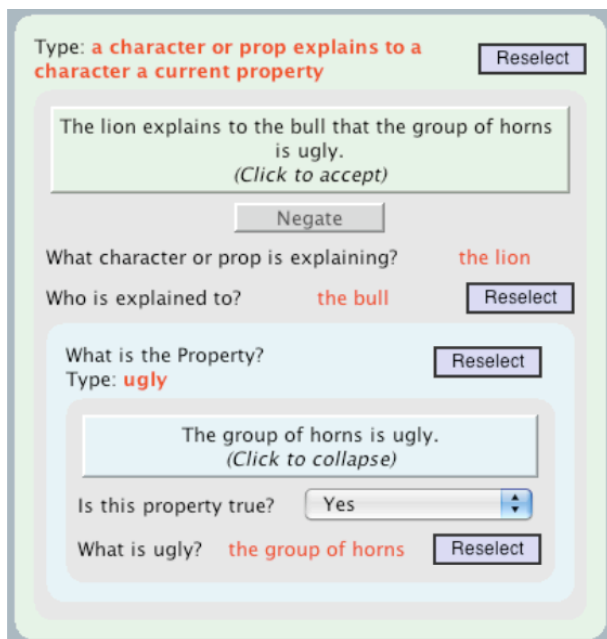 Type: a character or prop explains to a
character a current property
Reselect
The lion explains to the bull that the group of horns
is ugly.
(Click to accept)
Negate
What character or prop is explaining? the lion
Who is explained to? the bull Reselect
What is the Property?
Type: ugly
Reselect
The group of horns is ugly.
(Click to collapse)
Is this property true? Yes
What is ugly? the group of horns Reselect